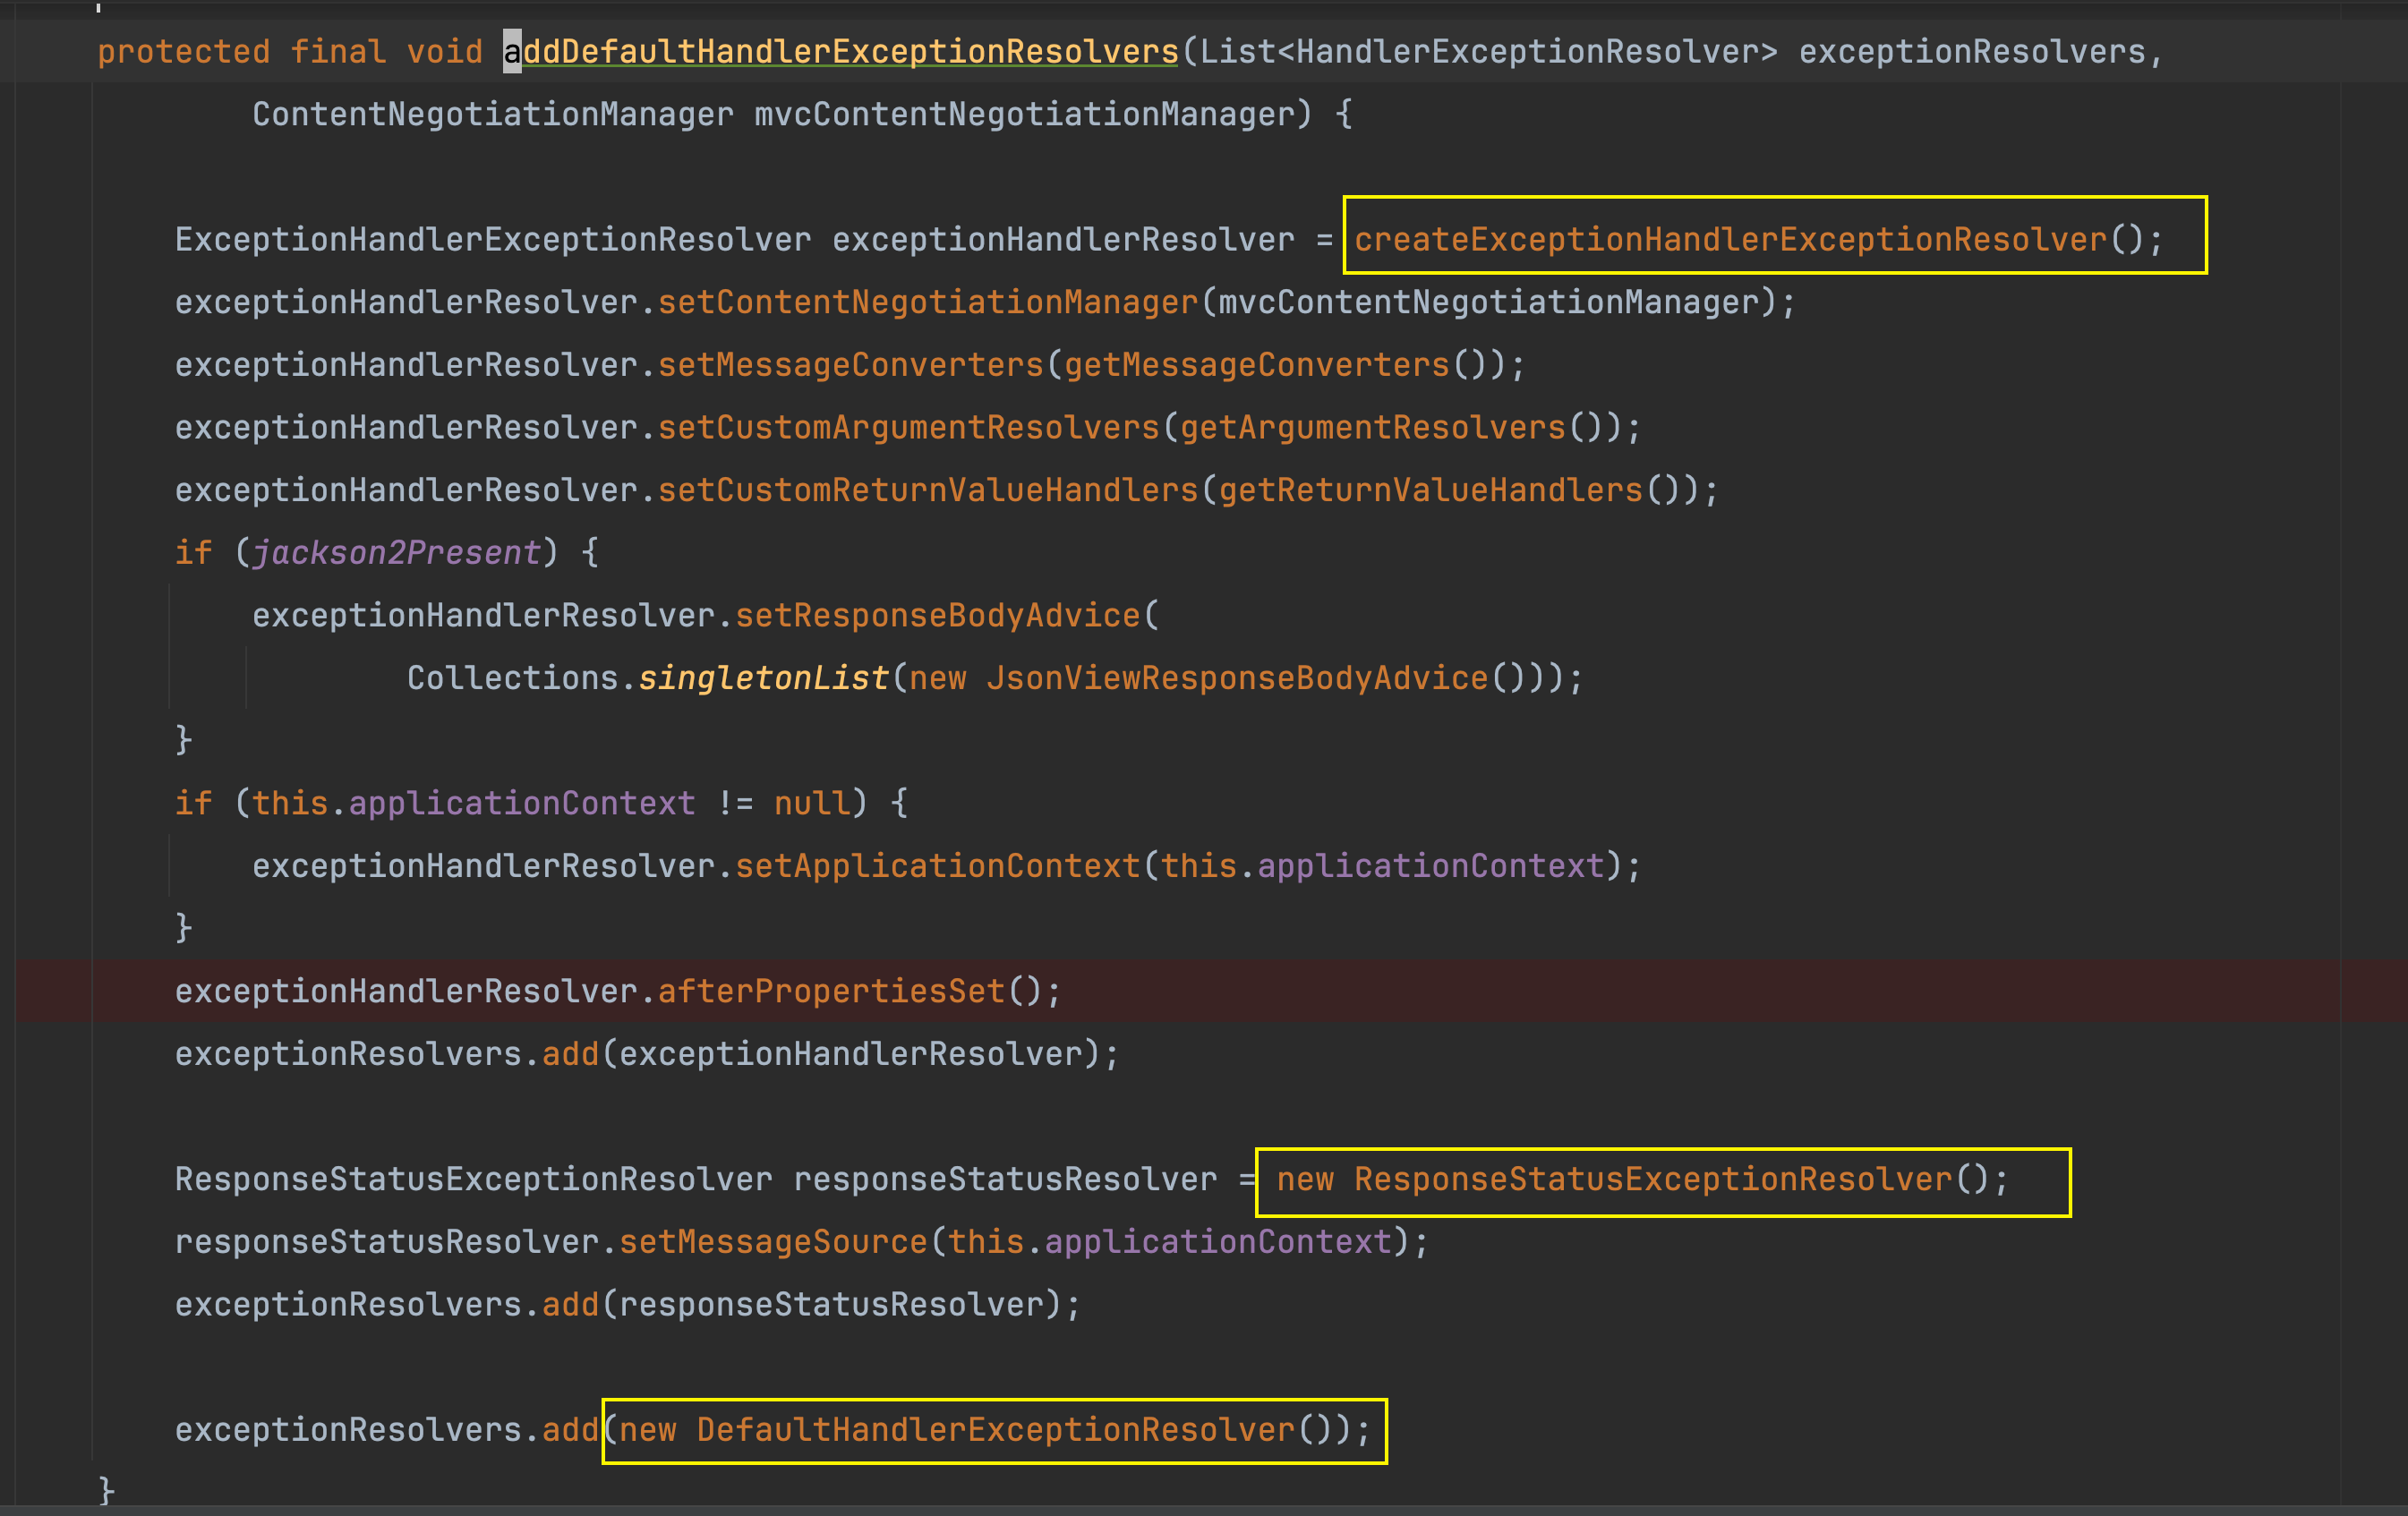 protected final void addDefaultHandlerExceptionResolvers(List<HandlerExceptionResolver> exceptionResolvers,
ContentNegotiationManager mvcContentNegotiationManager) {
ExceptionHandlerExceptionResolver exceptionHandlerResolver = createExceptionHandlerExceptionResolver();
exceptionHandlerResolver.setContentNegotiationManager(mvcContentNegotiationManager);
exceptionHandlerResolver.setMessageConverters(getMessageConverters());
exceptionHandlerResolver.setCustomArgumentResolvers(getArgumentResolvers());
exceptionHandlerResolver.setCustomReturnValueHandlers(getReturnValueHandlers());
if (jackson2Present) {
exceptionHandlerResolver.setResponseBodyAdvice(
Collections.singletonList(new JsonViewResponseBodyAdvice()));
}
if (this.applicationContext != null) {
exceptionHandlerResolver.setApplicationContext(this.applicationContext);
}
exceptionHandlerResolver.afterPropertiesSet();
exceptionResolvers.add(exceptionHandlerResolver);
ResponseStatusExceptionResolver responseStatusResolver = new ResponseStatusExceptionResolver();
responseStatusResolver.setMessageSource(this.applicationContext);
exceptionResolvers.add(responseStatusResolver);
exceptionResolvers.add(new DefaultHandlerExceptionResolver());
}